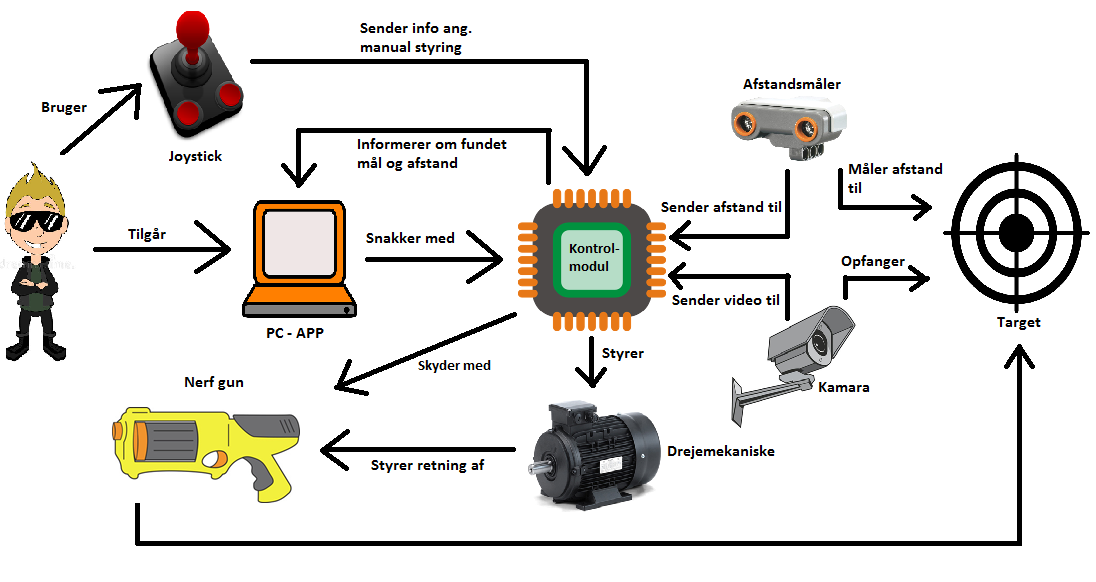 Sender info ang.
manual styring
Bruger
Joystick
Informerer om fundet
mål og afstand
Afstandsmåler
Måler afstand
til
Sender afstand til
Tilgår
Snakker med
Kontrol-
modul
Opfanger
Sender video til
Target
PC - APP
Styrer
Skyder med
Kamara
Nerf gun
Drejemekaniske
Styrer retning af